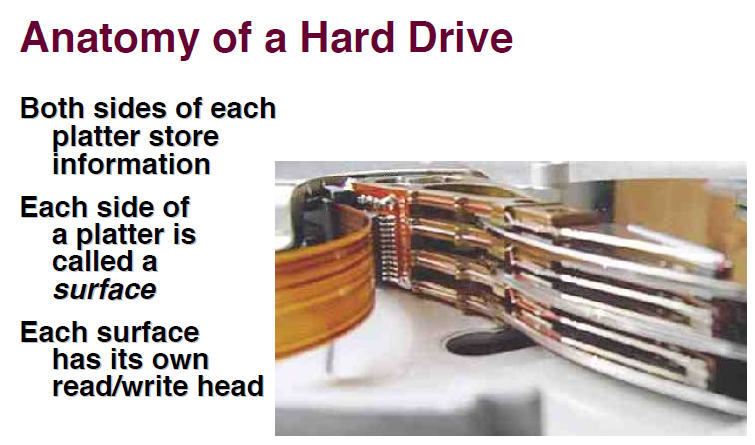 Anatomy of a Hard Drive
Both sides of each
platter store
information
Each side of
a platter is
called a
surface
Each surface
has its own
read/write head